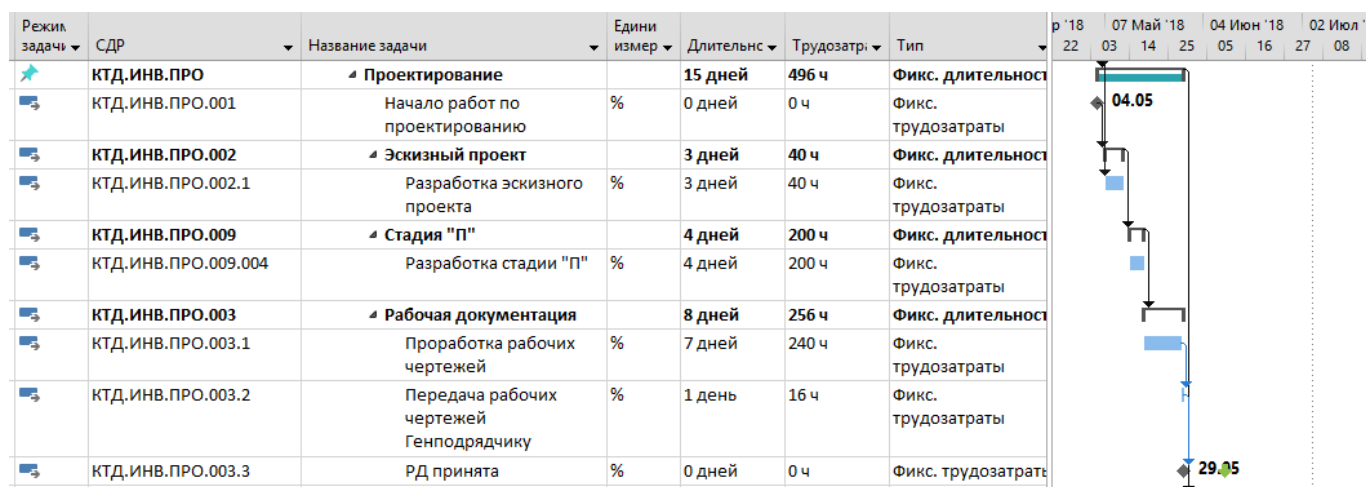 Режим задачи СДР Название задачи Едини измер Длительнс Трудозатра Тип
р '18 07 Май '18 04 Июн '18 02 Июл '
22 03 14 25 05 16 27 08
КТД.ИНВ.ПРО Проектирование 15 дней 496 ч Фикс. длительност
КТД.ИНВ.ПРО.001 Начало работ по проектированию % 0 дней 0 ч Фикс. трудозатраты 04.05
КТД.ИНВ.ПРО.002 Эскизный проект 3 дней 40 ч Фикс. длительност
КТД.ИНВ.ПРО.002.1 Разработка эскизного проекта % 3 дней 40 ч Фикс. трудозатраты
КТД.ИНВ.ПРО.009 Стадия "П" 4 дней 200 ч Фикс. длительност
КТД.ИНВ.ПРО.009.004 Разработка стадии "П" % 4 дней 200 ч Фикс. трудозатраты
КТД.ИНВ.ПРО.003 Рабочая документация 8 дней 256 ч Фикс. длительност
КТД.ИНВ.ПРО.003.1 Проработка рабочих чертежей % 7 дней 240 ч Фикс. трудозатраты
КТД.ИНВ.ПРО.003.2 Передача рабочих чертежей Генподрядчику % 1 день 16 ч Фикс. трудозатраты
КТД.ИНВ.ПРО.003.3 РД принята % 0 дней 0 ч Фикс. трудозатрать 29.05